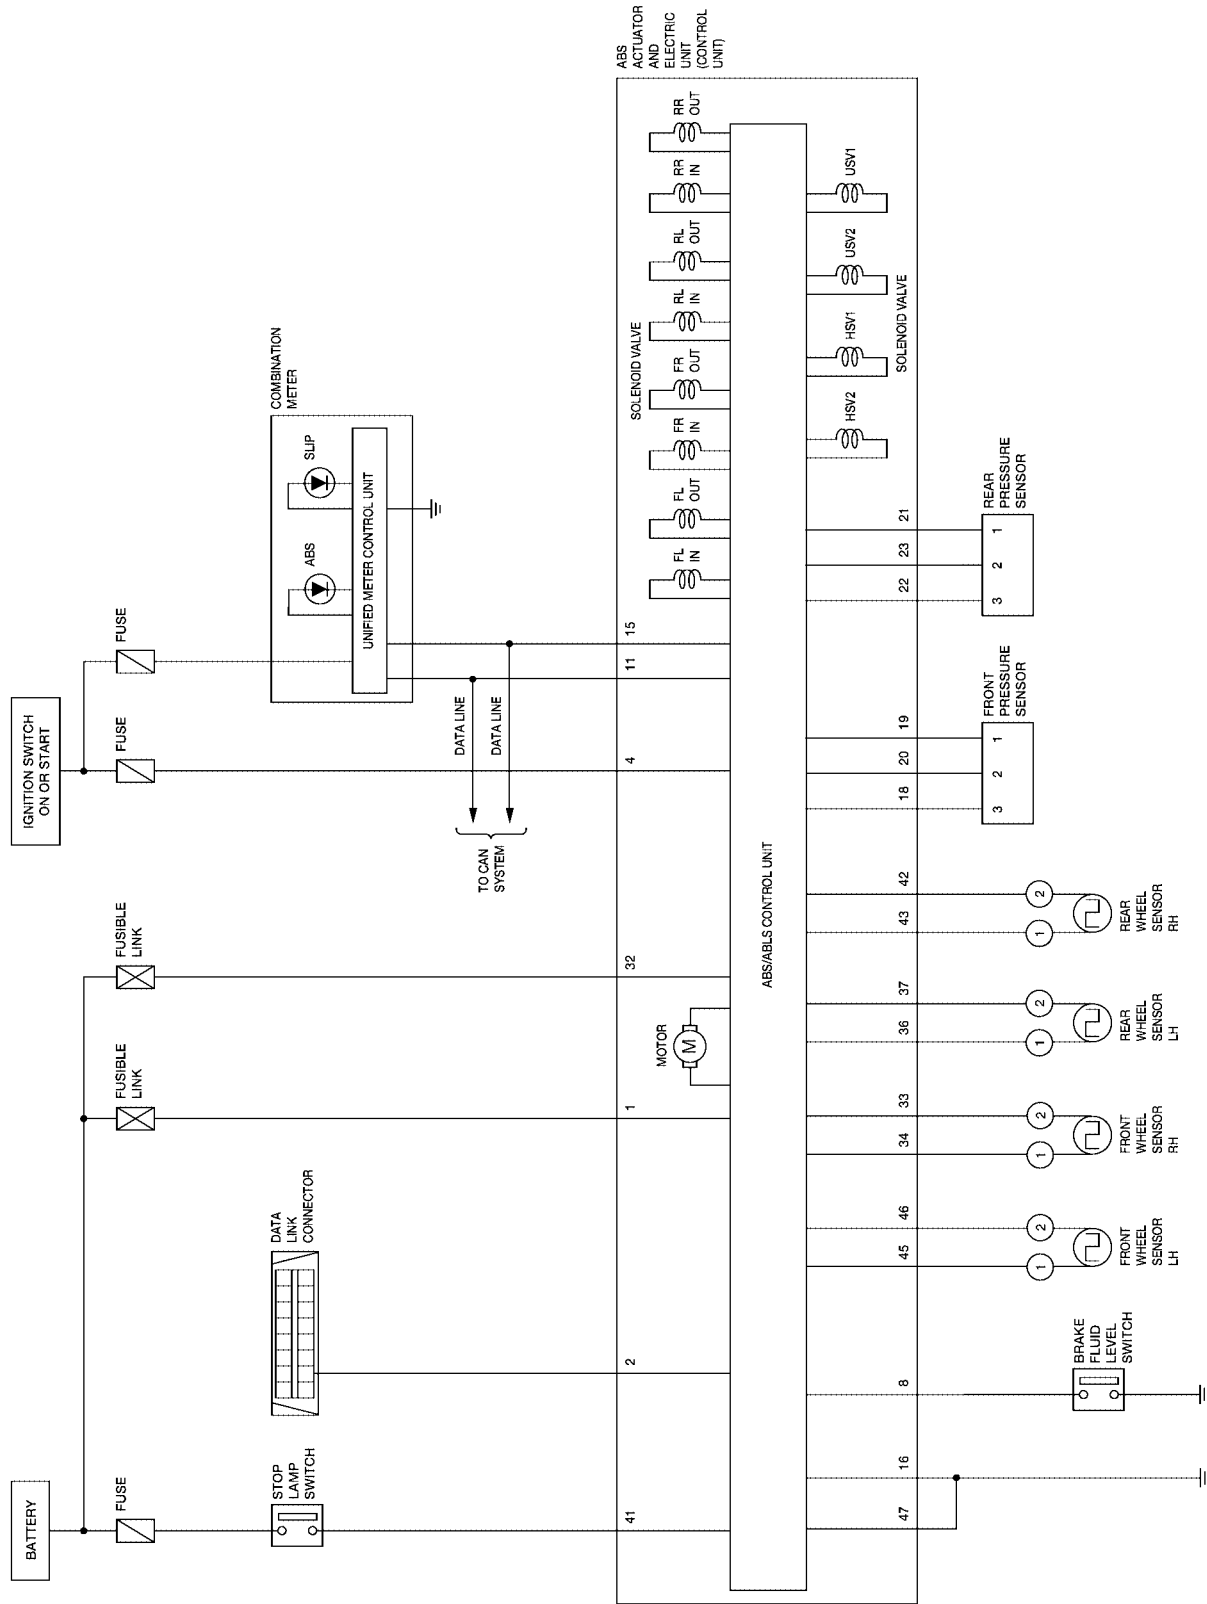 BATTERY
FUSE
STOP
LAMP
SWITCH
41
DATA
LINK
CONNECTOR
2
FUSIBLE
LINK
1
FUSIBLE
LINK
32
MOTOR
M
IGNITION SWITCH
ON OR START
FUSE
4
FUSE
TO CAN
SYSTEM
DATA LINE
DATA LINE
COMBINATION
METER
ABS
SLIP
UNIFIED METER CONTROL UNIT
11
15
ABS
ACTUATOR
AND
ELECTRIC
UNIT
(CONTROL
UNIT)
SOLENOID VALVE
FL
IN
FL
OUT
FR
IN
FR
OUT
RL
IN
RL
OUT
RR
IN
RR
OUT
ABS/ABLS CONTROL UNIT
HSV2
HSV1
USV2
USV1
SOLENOID VALVE
47
16
8
45
46
34
33
36
37
43
42
18
20
19
22
23
21
BRAKE
FLUID
LEVEL
SWITCH
1
2
FRONT
WHEEL
SENSOR
LH
1
2
FRONT
WHEEL
SENSOR
RH
1
2
REAR
WHEEL
SENSOR
LH
1
2
REAR
WHEEL
SENSOR
RH
3
2
1
FRONT
PRESSURE
SENSOR
3
2
1
REAR
PRESSURE
SENSOR